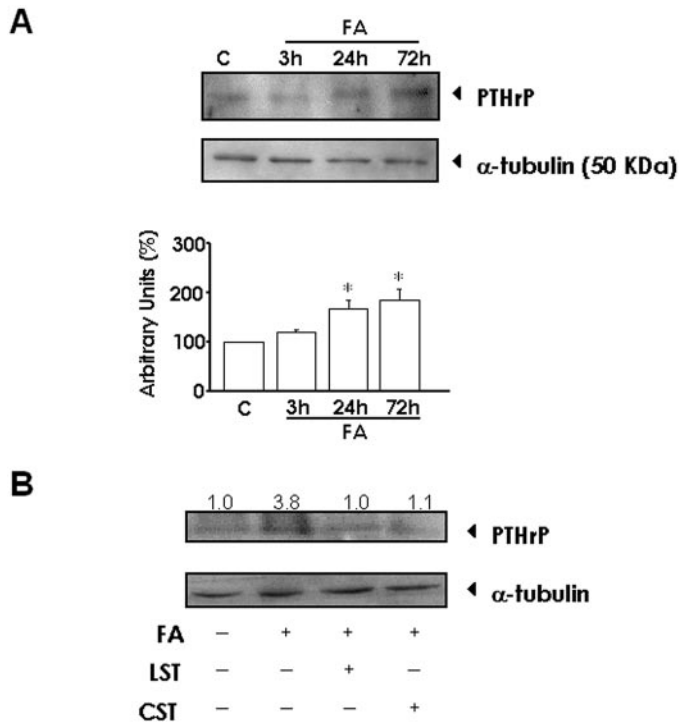 A
FA
C 3h 24h 72h
PTHrP
α-tubulin (50 KDa)
Arbitrary Units (%)
300
200
100
0
* *
C 3h 24h 72h
FA
B
1.0 3.8 1.0 1.1
PTHrP
α-tubulin
FA – + + +
LST – – + –
CST – – – +